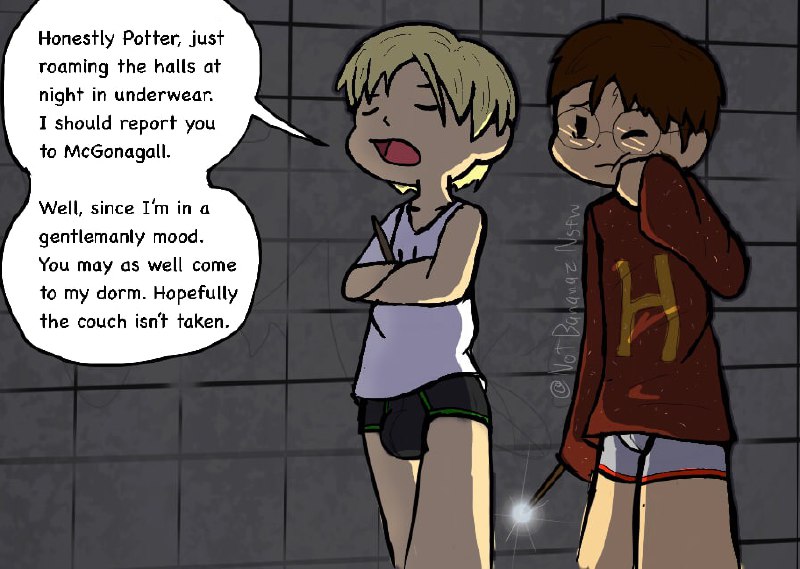 Honestly Potter, just
roaming the halls at
night in underwear.
I should report you
to McGonagall.
Well, since I'm in a
gentlemanly mood.
You may as well come
to my dorm. Hopefully
the couch isn't taken.
H